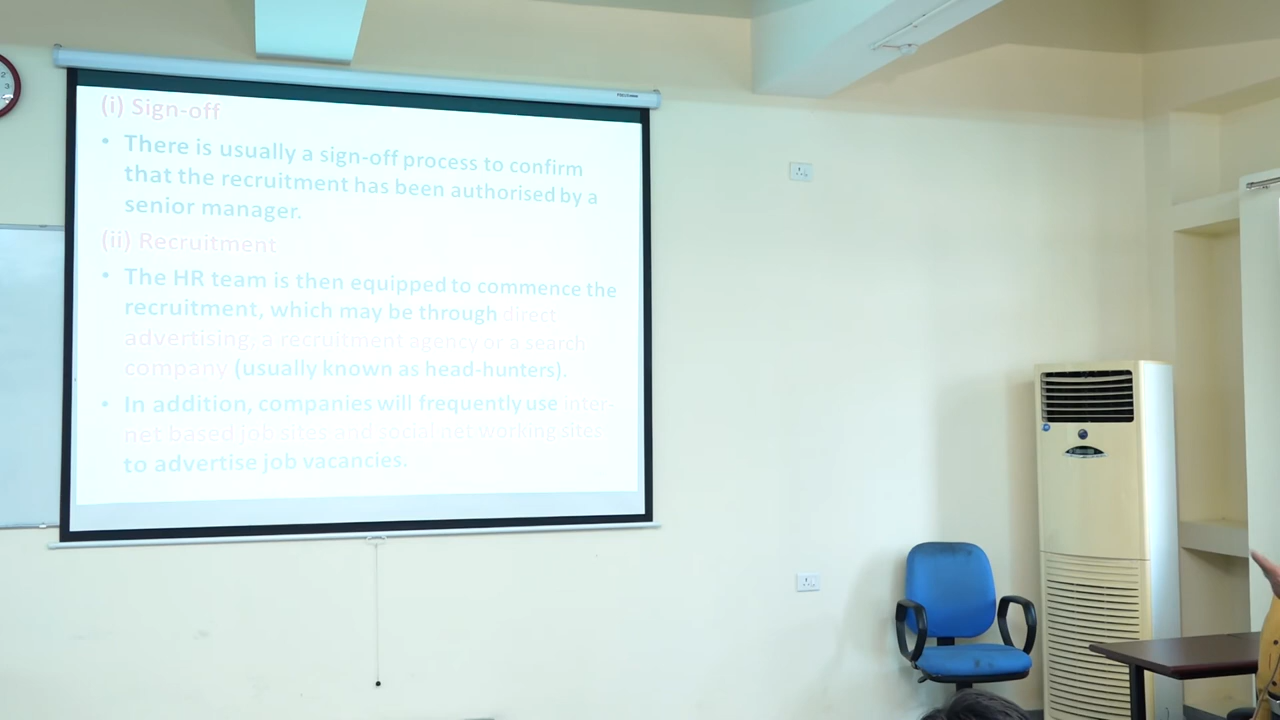 (i) Sign-off
• There is usually a sign-off process to confirm
that the recruitment has been authorised by a
senior manager.
(ii) Recruitment
• The HR team is then equipped to commence the
recruitment, which may be through direct
advertising, a recruitment agency or a search
company (usually known as head-hunters).
• In addition, companies will frequently use inter-
net based job sites and social net working sites
to advertise job vacancies.
2
3